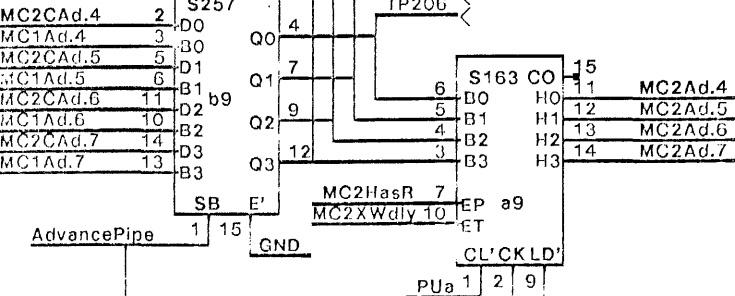 S257
TP206
MC2CAd.4 2 D0
MC1Ad.4 3 B0
MC2CAd.5 5 D1
MC1Ad.5 6 B1
MC2CAd.6 11 D2
MC1Ad.6 10 B2
MC2CAd.7 14 D3
MC1Ad.7 13 B3
b9
Q0 4
Q1 7
Q2 9
Q3 12
SB E'
1 15
AdvancePipe
GND
S163 CO 15
6 B0 H0 11 MC2Ad.4
5 B1 H1 12 MC2Ad.5
4 B2 H2 13 MC2Ad.6
3 B3 H3 14 MC2Ad.7
MC2HasR 7 EP a9
MC2XWdly 10 ET
CL' CK LD'
PUa 1 2 9